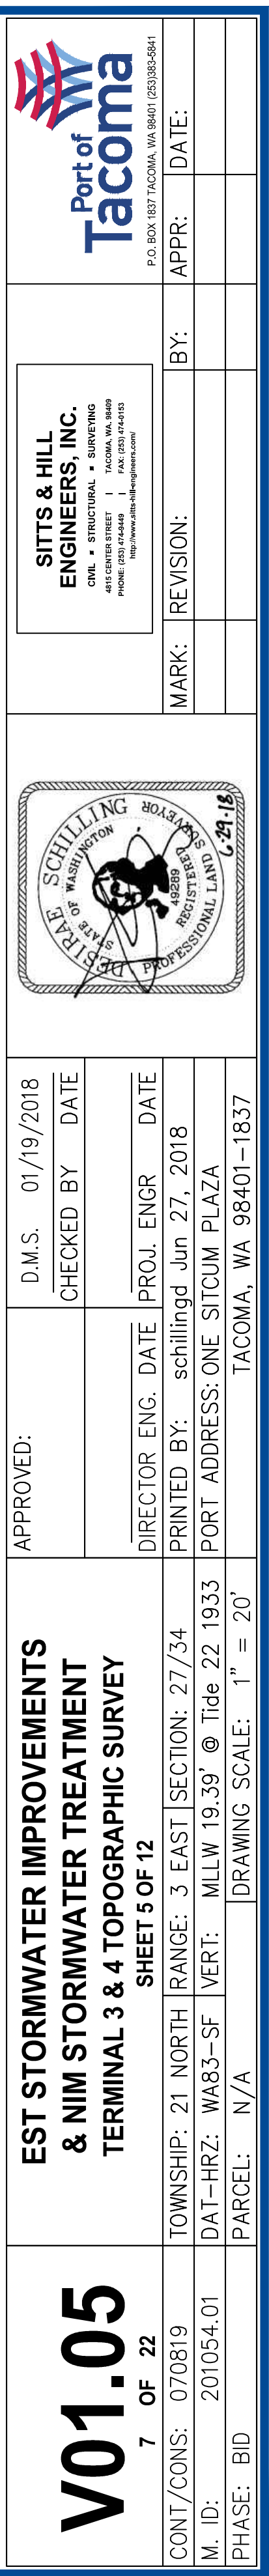 V01.05
7 OF 22
CONT/CONS: 070819
M. ID: 201054.01
PHASE: BID
EST STORMWATER IMPROVEMENTS
& NIM STORMWATER TREATMENT
TERMINAL 3 & 4 TOPOGRAPHIC SURVEY
SHEET 5 OF 12
TOWNSHIP: 21 NORTH RANGE: 3 EAST SECTION: 27/34
DAT-HRZ: WA83-SF VERT: MLLW 19.39' @ Tide 22 1933
PARCEL: N/A DRAWING SCALE: 1" = 20'
APPROVED:
D.M.S. 01/19/2018
CHECKED BY DATE
DIRECTOR ENG. DATE PROJ. ENGR DATE
PRINTED BY: schillingd Jun 27, 2018
PORT ADDRESS: ONE SITCUM PLAZA
TACOMA, WA 98401-1837
DESIRAE SCHILLING
STATE OF WASHINGTON
49289
REGISTERED
PROFESSIONAL LAND SURVEYOR
6-29-18
SITTS & HILL
ENGINEERS, INC.
CIVIL ■ STRUCTURAL ■ SURVEYING
4815 CENTER STREET | TACOMA, WA. 98409
PHONE: (253) 474-9449 | FAX: (253) 474-0153
http://www.sitts-hill-engineers.com/
Port of
Tacoma
P.O. BOX 1837 TACOMA, WA 98401 (253)383-5841
MARK: REVISION: BY: APPR: DATE: